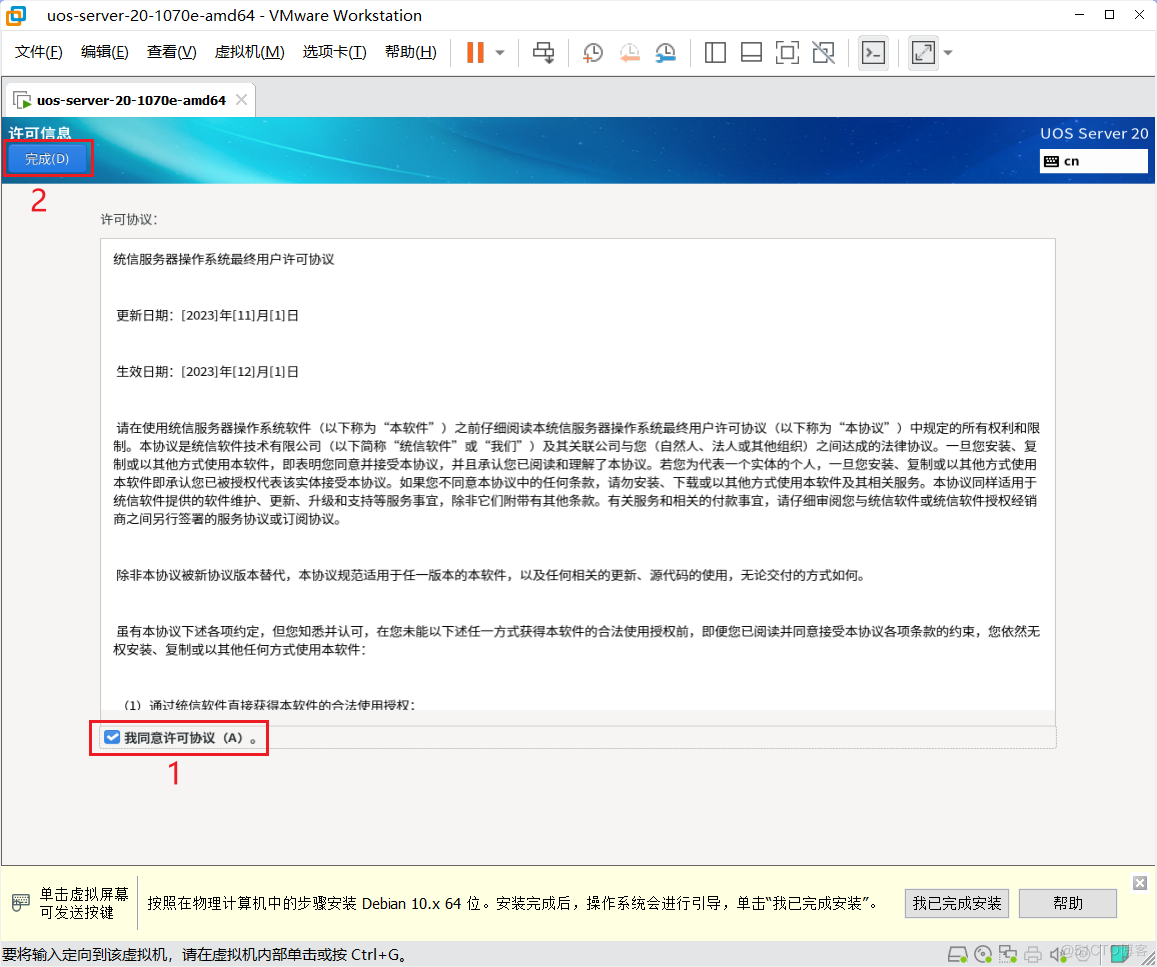 uos-server-20-1070e-amd64 - VMware Workstation
文件(F) 编辑(E) 查看(V) 虚拟机(M) 选项卡(T) 帮助(H)
uos-server-20-1070e-amd64
许可信息
UOS Server 20
完成(D)
cn
2
许可协议：
统信服务器操作系统最终用户许可协议
更新日期：[2023]年[11]月[1]日
生效日期：[2023]年[12]月[1]日
请在使用统信服务器操作系统软件（以下称为“本软件”）之前仔细阅读本统信服务器操作系统最终用户许可协议（以下称为“本协议”）中规定的所有权利和限
制。本协议是统信软件技术有限公司（以下简称“统信软件”或“我们”）及其关联公司与您（自然人、法人或其他组织）之间达成的法律协议。一旦您安装、复
制或以其他方式使用本软件，即表明您同意并接受本协议，并且承认您已阅读和理解了本协议。若您为代表一个实体的个人，一旦您安装、复制或以其他方式使用
本软件即承认您已被授权代表该实体接受本协议。如果您不同意本协议中的任何条款，请勿安装、下载或以其他方式使用本软件及其相关服务。本协议同样适用于
统信软件提供的软件维护、更新、升级和支持等服务事宜，除非它们附带有其他条款。有关服务和相关的付款事宜，请仔细审阅您与统信软件或统信软件授权经销
商之间另行签署的服务协议或订阅协议。
除非本协议被新协议版本替代，本协议规范适用于任一版本的本软件，以及任何相关的更新、源代码的使用，无论交付的方式如何。
虽有本协议下述各项约定，但您知悉并认可，在您未能以下述任一方式获得本软件的合法使用授权前，即便您已阅读并同意接受本协议各项条款的约束，您依然无
权安装、复制或以其他任何方式使用本软件：
（1）通过统信软件直接获得本软件的合法使用授权；
我同意许可协议（A）。
1
单击虚拟屏幕
可发送按键
按照在物理计算机中的步骤安装 Debian 10.x 64 位。安装完成后，操作系统会进行引导，单击“我已完成安装”。
我已完成安装
帮助
要将输入定向到该虚拟机，请在虚拟机内部单击或按 Ctrl+G。
@51CTO博客